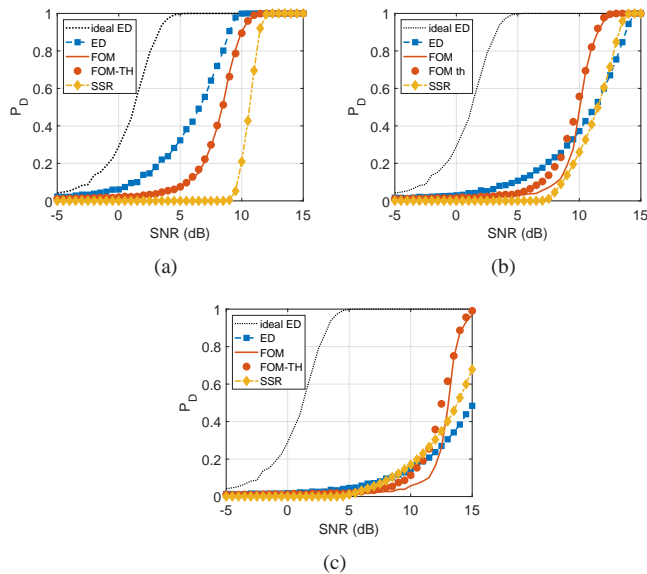 1
0.8
0.6
0.4
0.2
0
P_D
ideal ED
ED
FOM
FOM-TH
SSR
-5 0 5 10 15
SNR (dB)
(a)
1
0.8
0.6
0.4
0.2
0
P_D
ideal ED
ED
FOM
FOM th
SSR
-5 0 5 10 15
SNR (dB)
(b)
1
0.8
0.6
0.4
0.2
0
P_D
ideal ED
ED
FOM
FOM-TH
SSR
-5 0 5 10 15
SNR (dB)
(c)